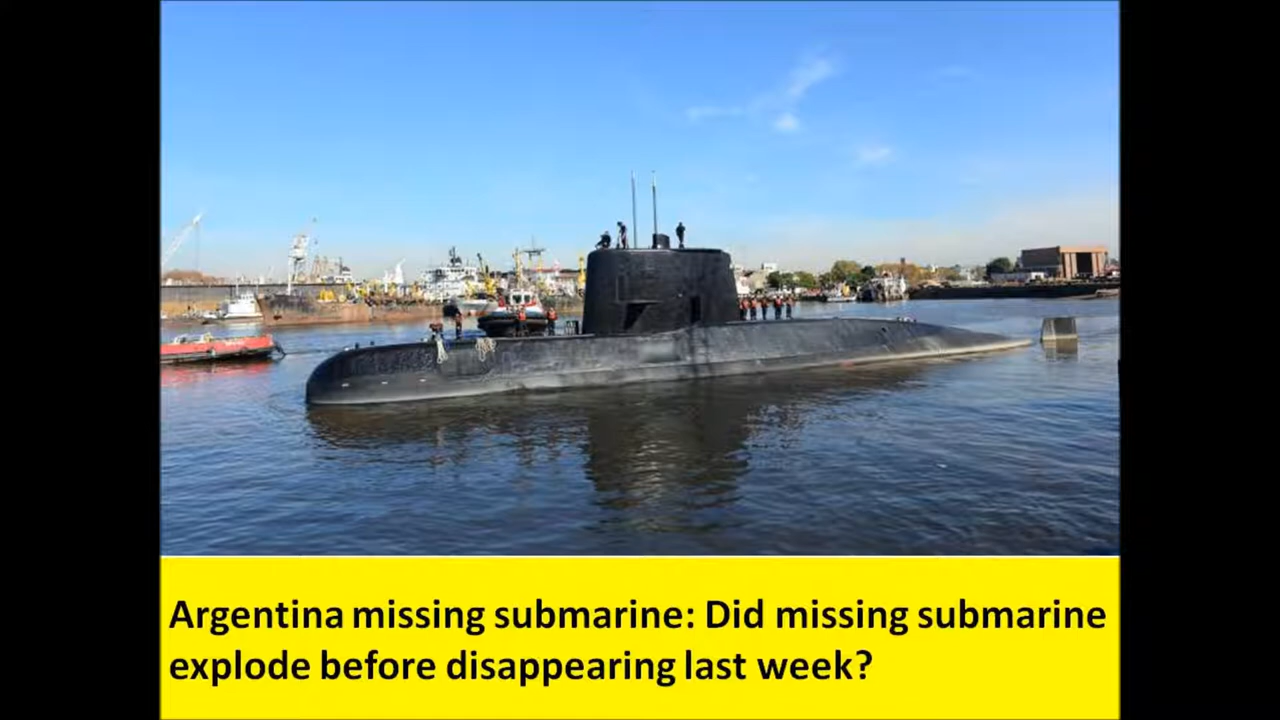 Argentina missing submarine: Did missing submarine
explode before disappearing last week?